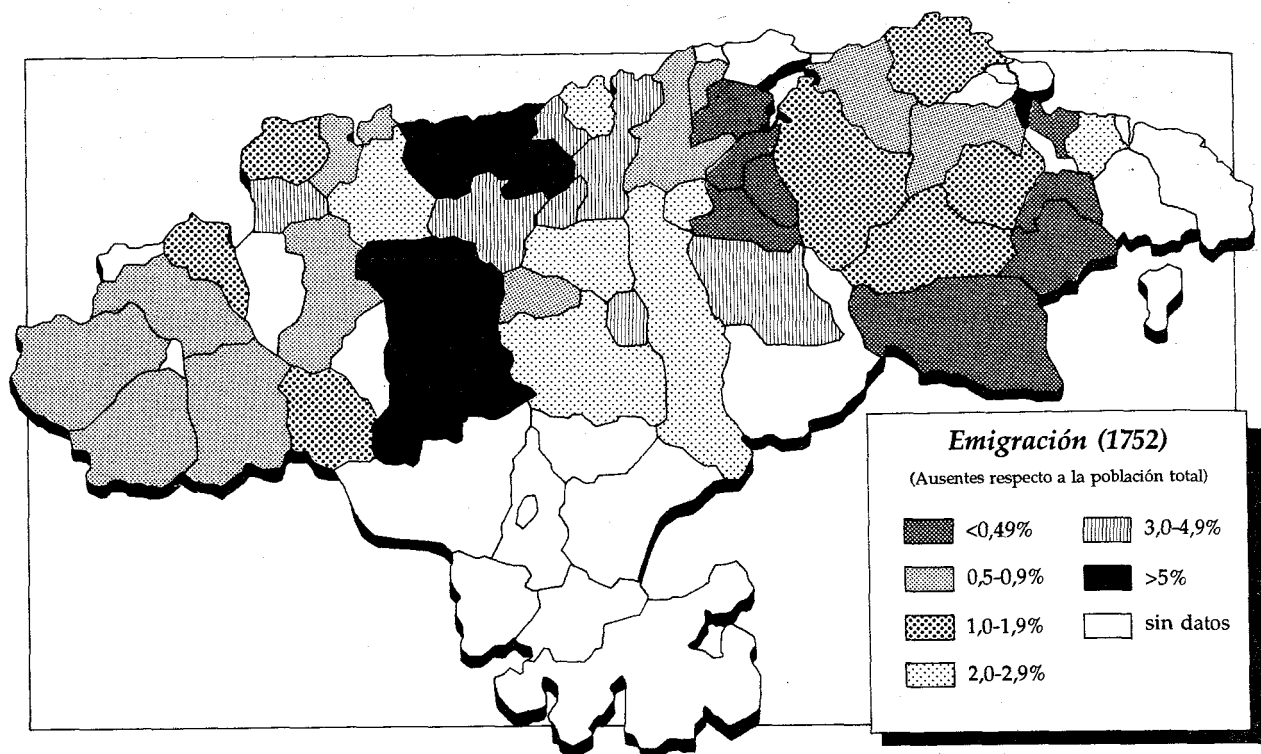 Emigración (1752)
(Ausentes respecto a la población total)
<0,49%
0,5-0,9%
1,0-1,9%
2,0-2,9%
3,0-4,9%
>5%
sin datos